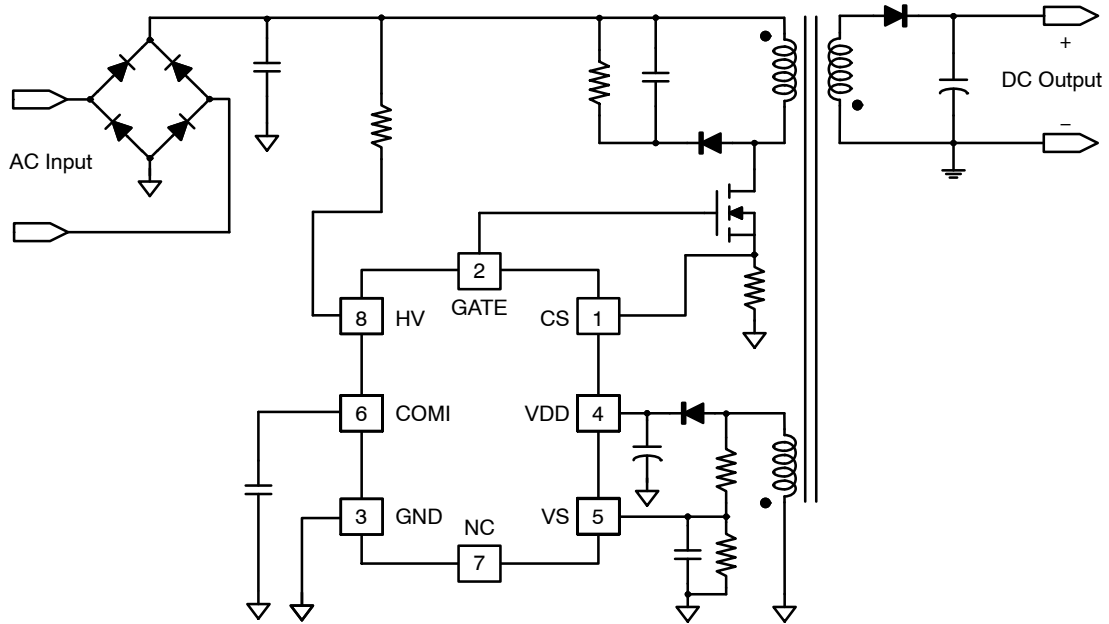 +
DC Output
−
AC Input
2
GATE
8 HV
CS 1
6 COMI
VDD 4
3 GND
NC
VS 5
7